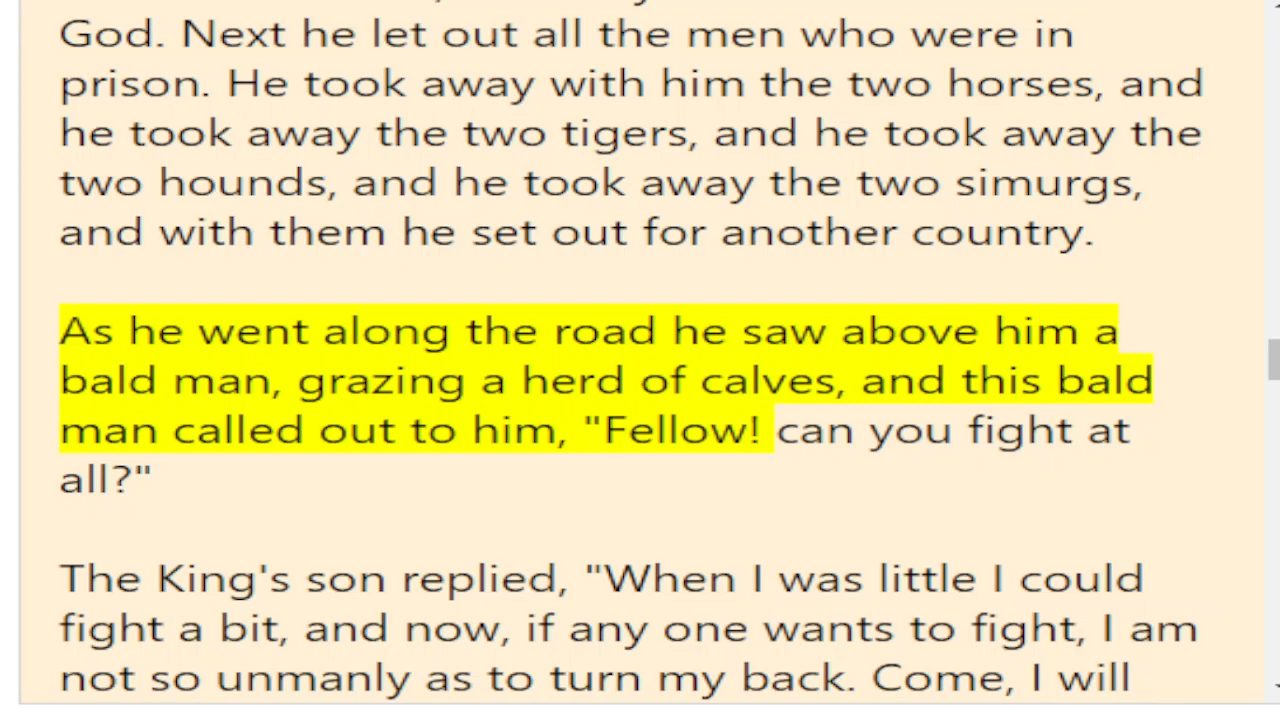 God. Next he let out all the men who were in
prison. He took away with him the two horses, and
he took away the two tigers, and he took away the
two hounds, and he took away the two simurgs,
and with them he set out for another country.
As he went along the road he saw above him a
bald man, grazing a herd of calves, and this bald
man called out to him, "Fellow! can you fight at
all?"
The King's son replied, "When I was little I could
fight a bit, and now, if any one wants to fight, I am
not so unmanly as to turn my back. Come, I will